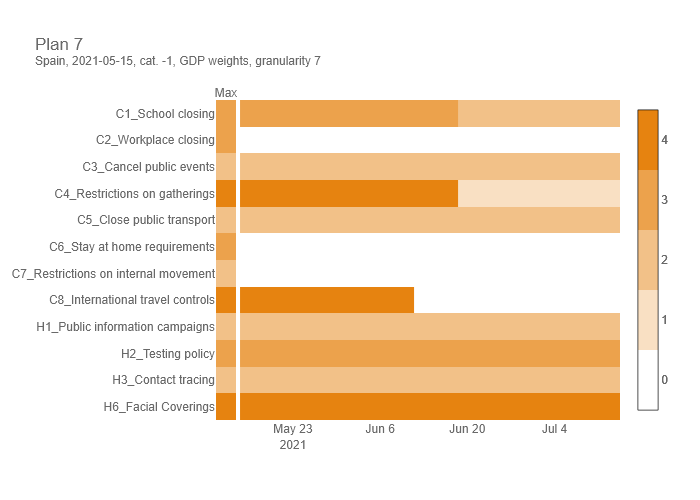 Plan 7
Spain, 2021-05-15, cat. -1, GDP weights, granularity 7
Max
C1_School closing
C2_Workplace closing
C3_Cancel public events
C4_Restrictions on gatherings
C5_Close public transport
C6_Stay at home requirements
C7_Restrictions on internal movement
C8_International travel controls
H1_Public information campaigns
H2_Testing policy
H3_Contact tracing
H6_Facial Coverings
May 23
2021
Jun 6
Jun 20
Jul 4
4
3
2
1
0